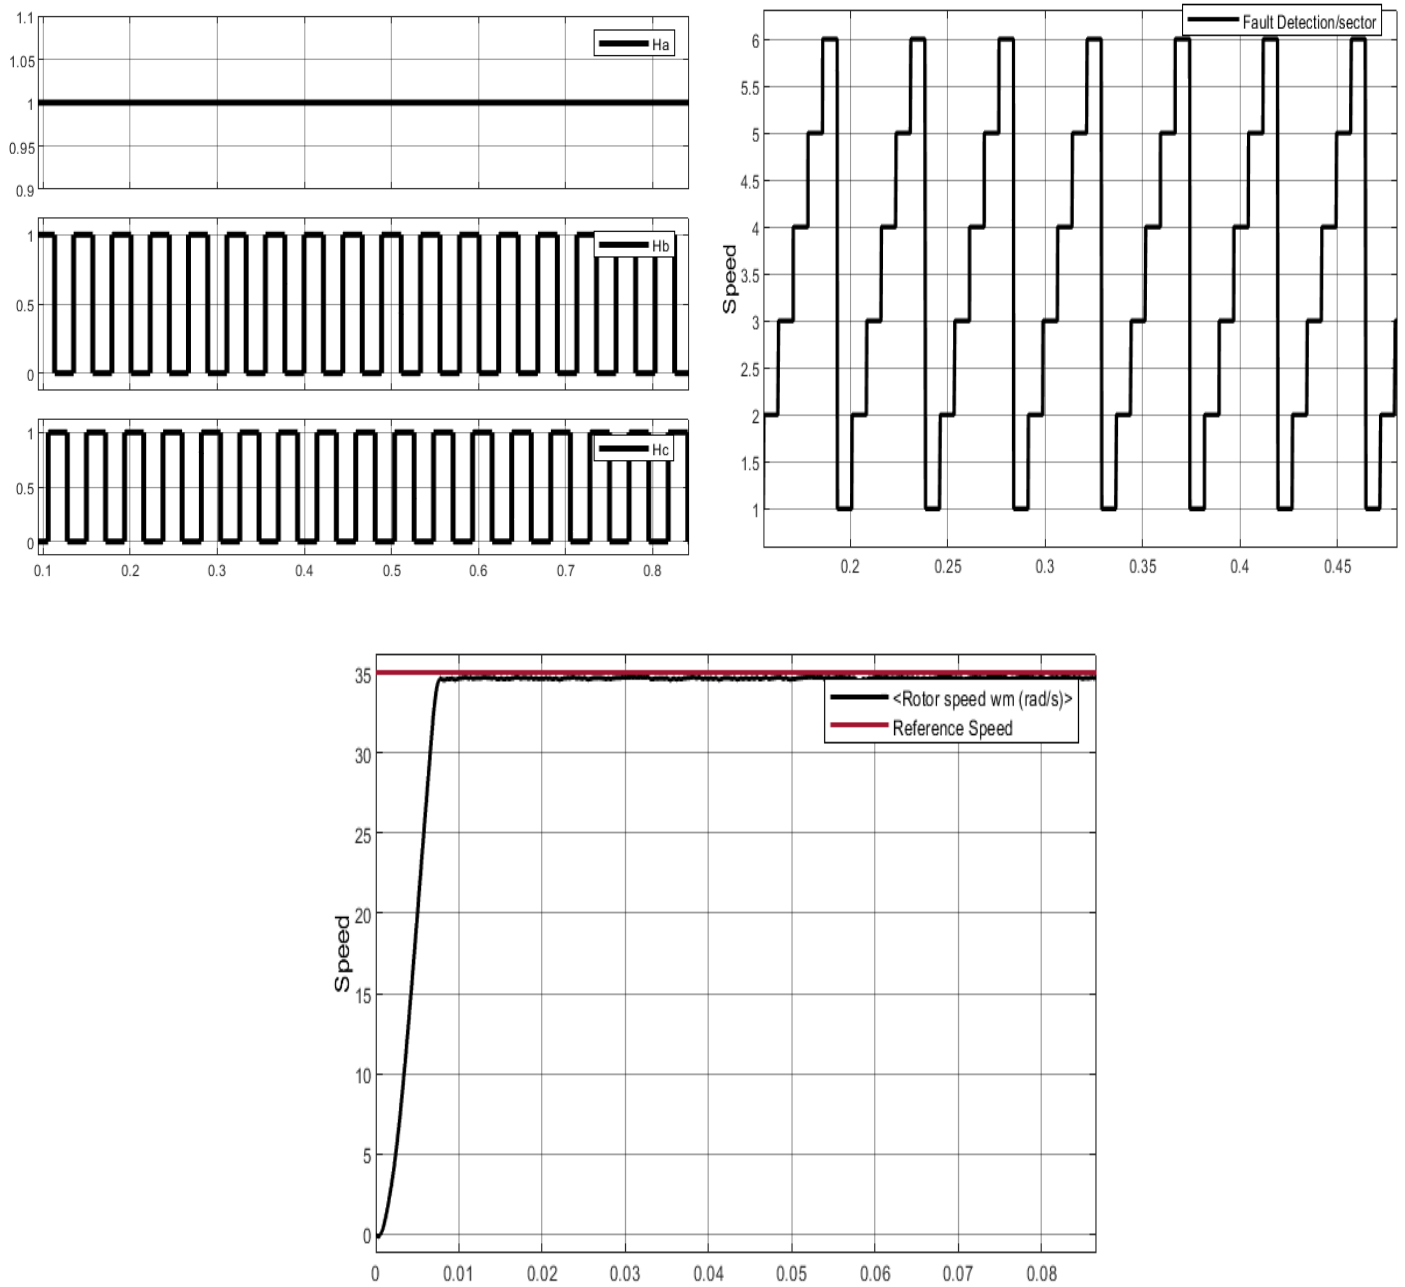 1.1
1.05
1
0.95
0.9
Ha
1
0.5
0
Hb
1
0.5
0
Hc
0.1 0.2 0.3 0.4 0.5 0.6 0.7 0.8
Fault Detection/sector
Speed
6
5.5
5
4.5
4
3.5
3
2.5
2
1.5
1
0.2 0.25 0.3 0.35 0.4 0.45
Speed
35
30
25
20
15
10
5
0
<Rotor speed wm (rad/s)>
Reference Speed
0 0.01 0.02 0.03 0.04 0.05 0.06 0.07 0.08